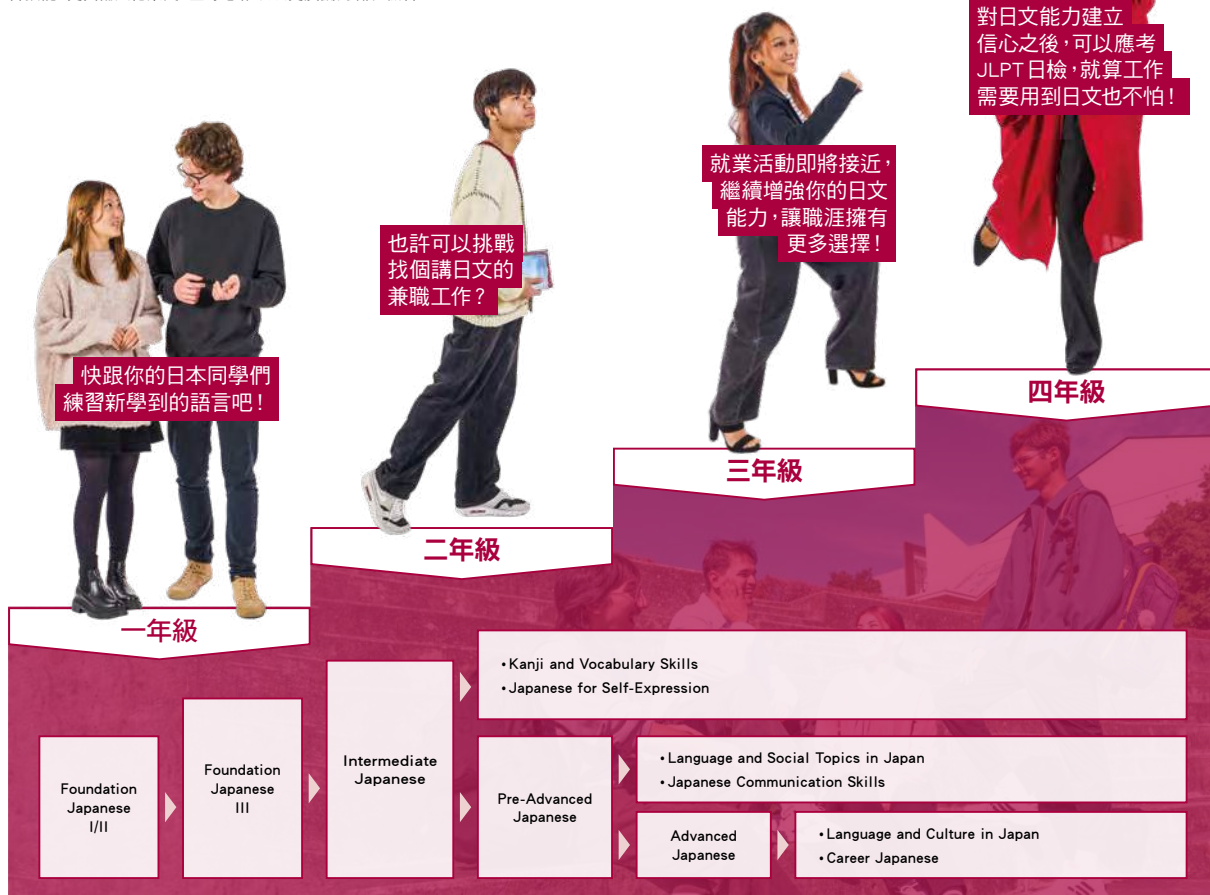 快跟你的日本同學們
練習新學到的語言吧！
一年級
也許可以挑戰
找個講日文的
兼職工作？
二年級
就業活動即將接近，
繼續增強你的日文
能力，讓職涯擁有
更多選擇！
三年級
對日文能力建立
信心之後，可以應考
JLPT日檢，就算工作
需要用到日文也不怕！
四年級
Foundation
Japanese
I/II
Foundation
Japanese
III
Intermediate
Japanese
•Kanji and Vocabulary Skills
•Japanese for Self-Expression
Pre-Advanced
Japanese
•Language and Social Topics in Japan
•Japanese Communication Skills
Advanced
Japanese
•Language and Culture in Japan
•Career Japanese